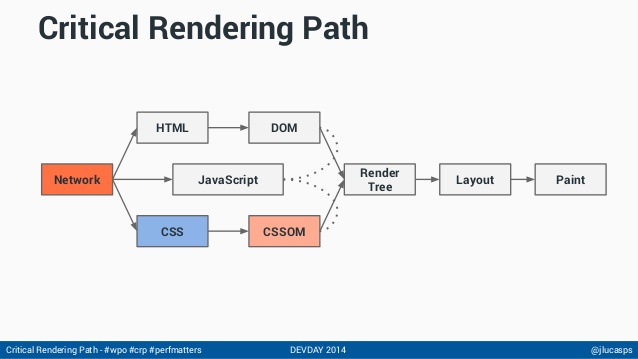 Critical Rendering Path
HTML
DOM
Network
JavaScript
Render
Tree
Layout
Paint
CSS
CSSOM
Critical Rendering Path - #wpo #crp #perfmatters
DEVDAY 2014
@jlucasps